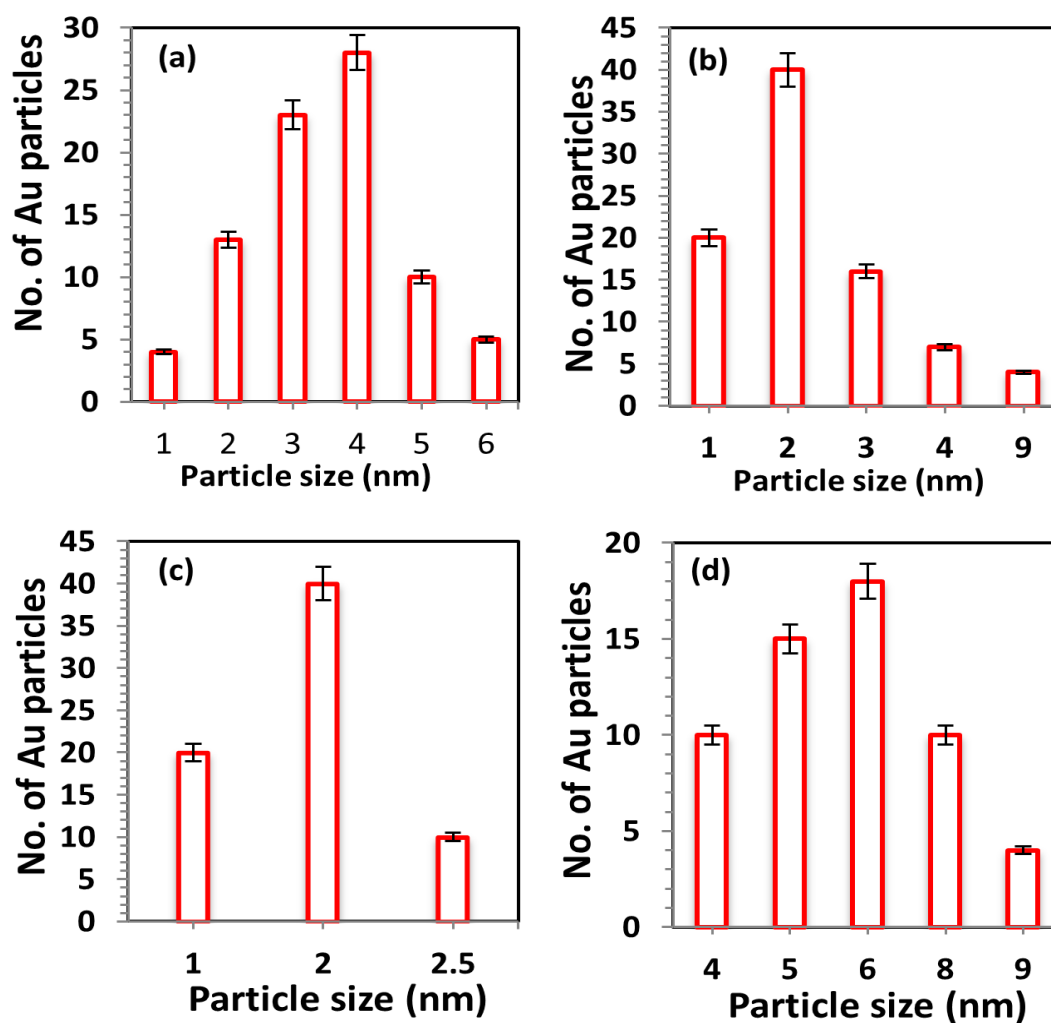 (a)
No. of Au particles
30
25
20
15
10
5
0
1 2 3 4 5 6
Particle size (nm)
(b)
No. of Au particles
45
40
35
30
25
20
15
10
5
0
1 2 3 4 9
Particle size (nm)
(c)
No. of Au particles
45
40
35
30
25
20
15
10
5
0
1 2 2.5
Particle size (nm)
(d)
No. of Au particles
20
15
10
5
0
4 5 6 8 9
Particle size (nm)